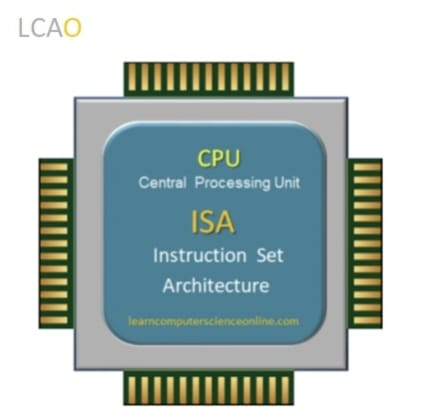 LCAO
CPU
Central Processing Unit
ISA
Instruction Set
Architecture
learncomputerscienceonline.com